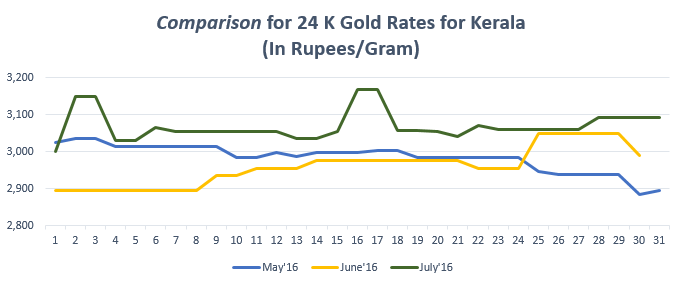 Comparison for 24 K Gold Rates for Kerala
(In Rupees/Gram)
3,200
3,100
3,000
2,900
2,800
1 2 3 4 5 6 7 8 9 10 11 12 13 14 15 16 17 18 19 20 21 22 23 24 25 26 27 28 29 30 31
May'16 June'16 July'16